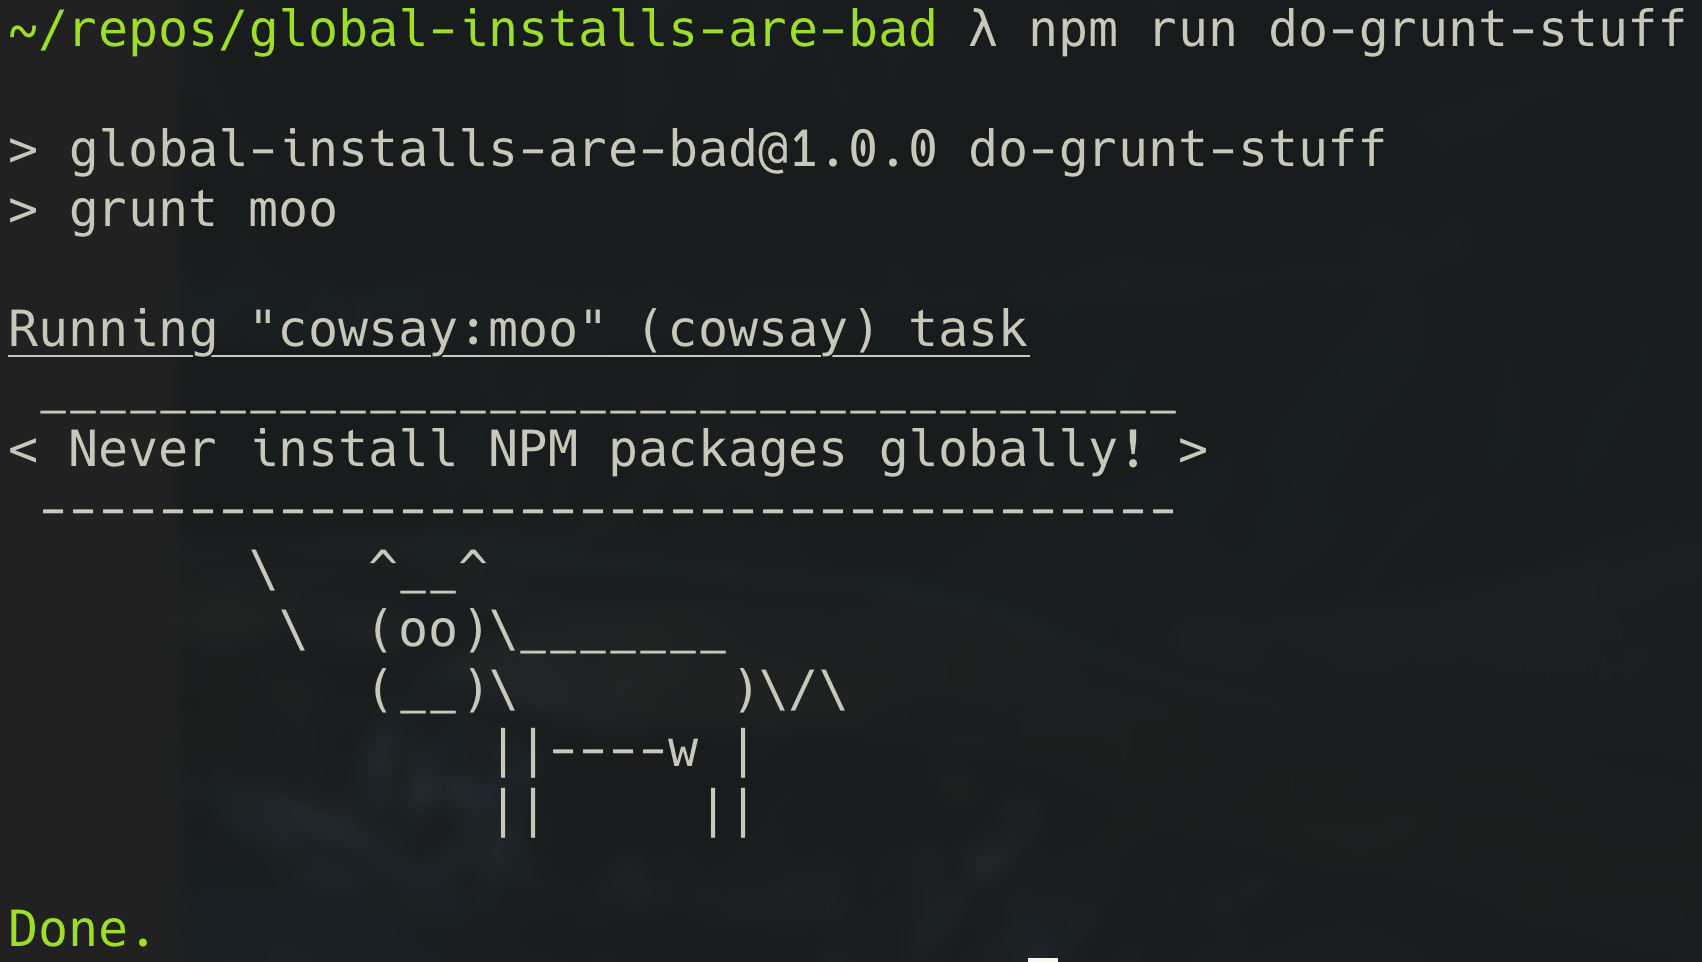 ~/repos/global-installs-are-bad λ npm run do-grunt-stuff
> global-installs-are-bad@1.0.0 do-grunt-stuff
> grunt moo
Running "cowsay:moo" (cowsay) task
 ______________________________________
< Never install NPM packages globally! >
 --------------------------------------
        \   ^__^
         \  (oo)\_______
            (__)\       )\/\
                ||----w |
                ||     ||
Done.